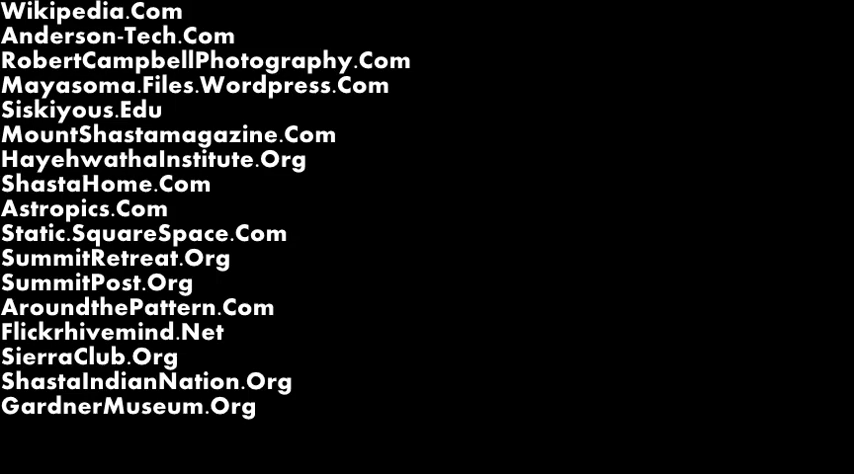 Wikipedia.Com
Anderson-Tech.Com
RobertCampbellPhotography.Com
Mayasoma.Files.Wordpress.Com
Siskiyous.Edu
MountShastamagazine.Com
HayehwathaInstitute.Org
ShastaHome.Com
Astropics.Com
Static.SquareSpace.Com
SummitRetreat.Org
SummitPost.Org
AroundthePattern.Com
Flickrhivemind.Net
SierraClub.Org
ShastaIndianNation.Org
GardnerMuseum.Org